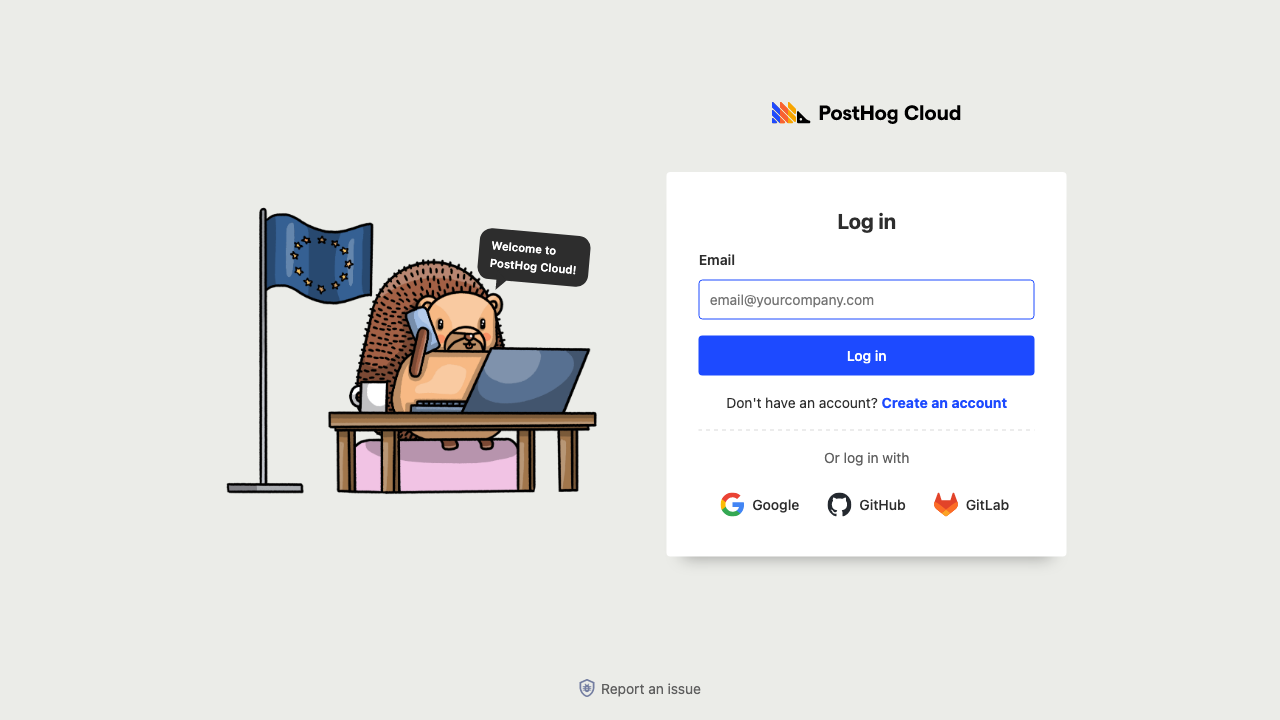 PostHog Cloud
Welcome to
PostHog Cloud!
Log in
Email
email@yourcompany.com
Log in
Don't have an account? Create an account
Or log in with
Google GitHub GitLab
Report an issue